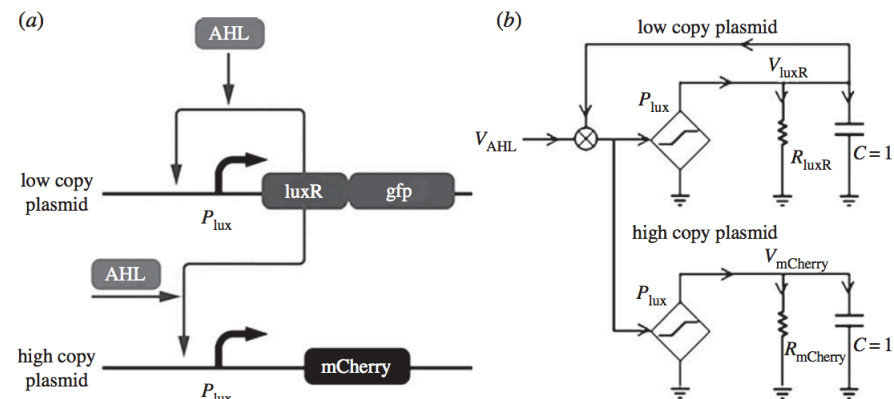 (a)
AHL
low copy
plasmid
luxR
gfp
P_lux
AHL
high copy
plasmid
mCherry
P_lux
(b)
low copy plasmid
V_luxR
P_lux
V_AHL
R_luxR
C = 1
high copy plasmid
V_mCherry
P_lux
R_mCherry
C = 1